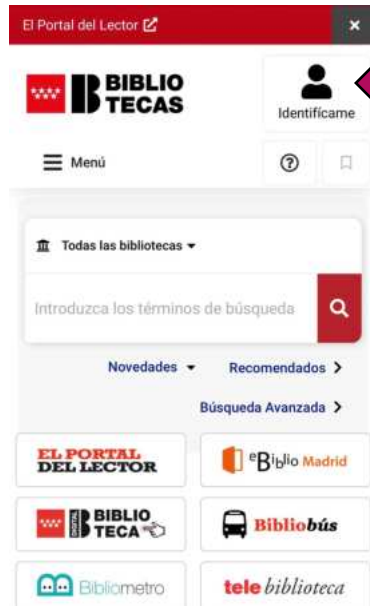 El Portal del Lector
BIBLIO
TECAS
Identifícame
Menú
Todas las bibliotecas
Introduzca los términos de búsqueda
Novedades
Recomendados
Búsqueda Avanzada
EL PORTAL
DEL LECTOR
eBiblio Madrid
DIGITAL
BIBLIO
TECA
Bibliobús
Bibliometro
tele biblioteca